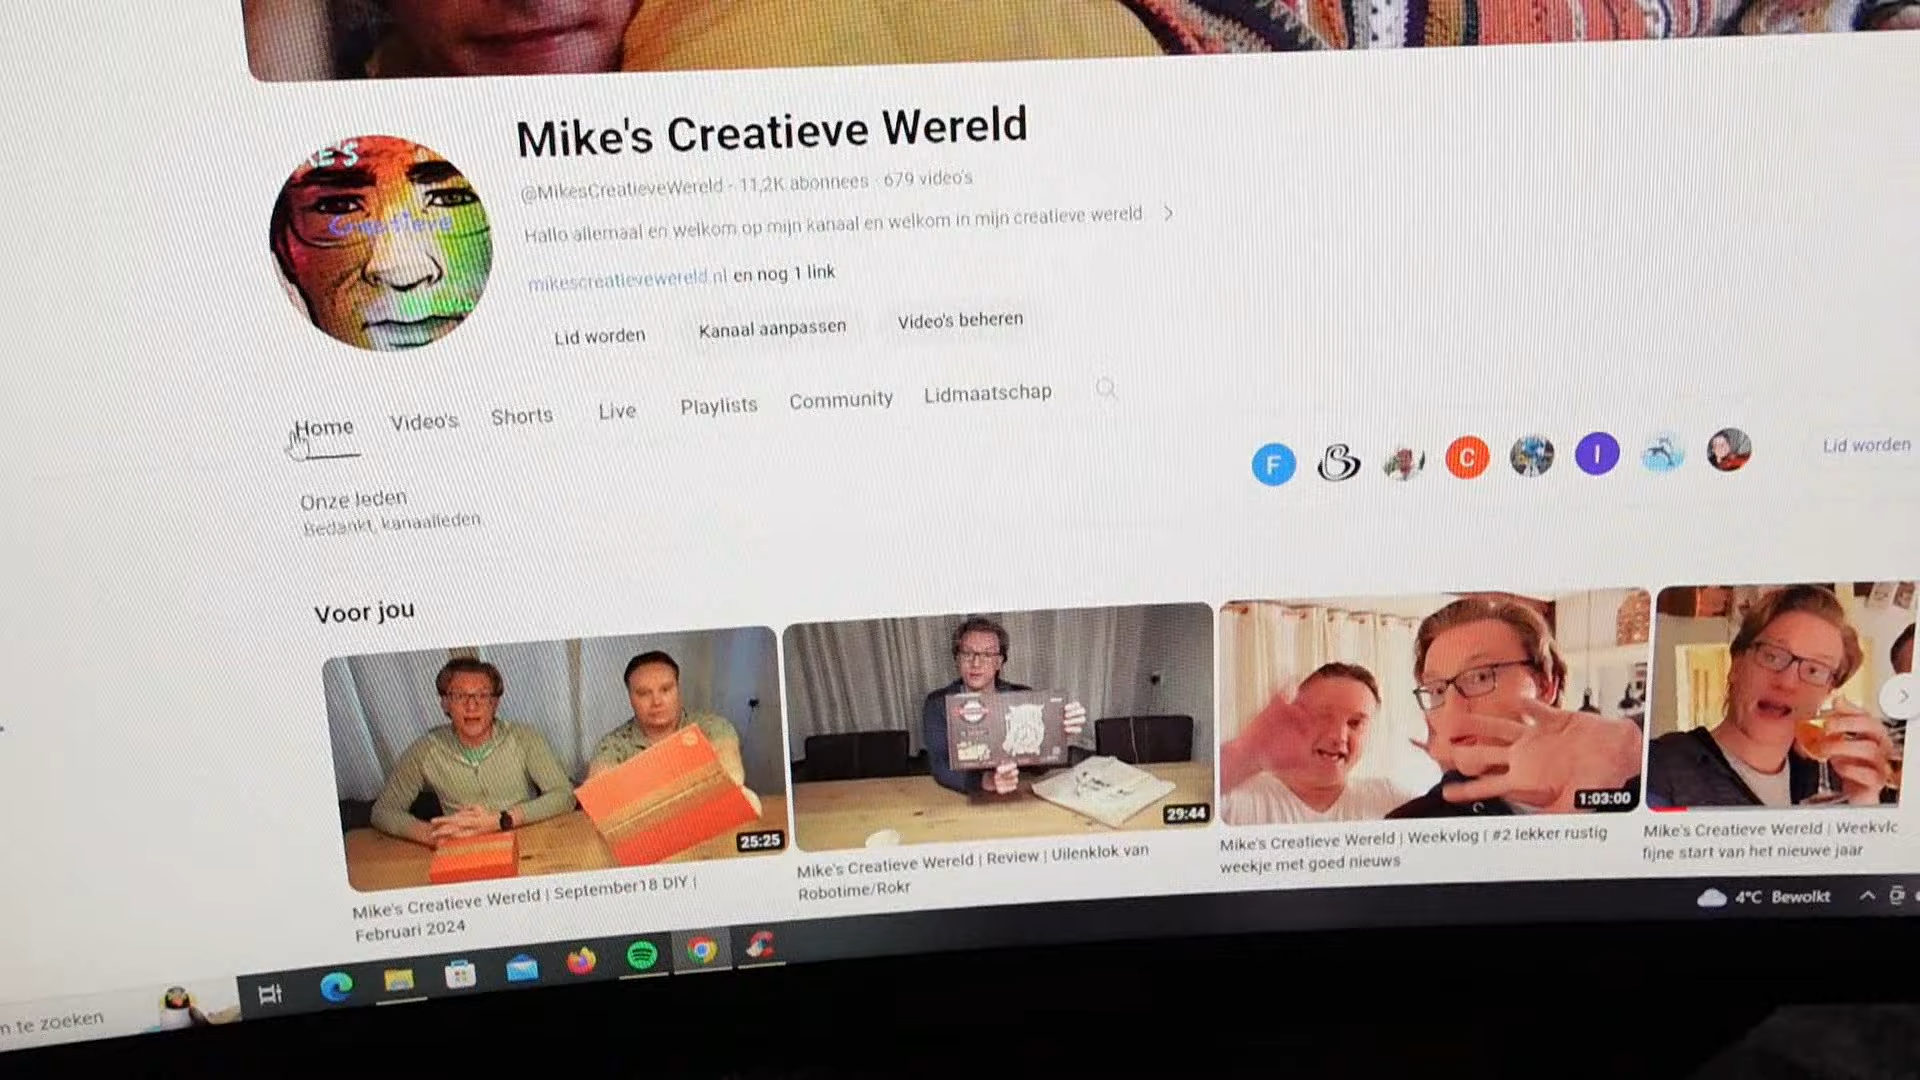 Mike's Creatieve Wereld
@MikesCreatieveWereld · 11,2K abonnees · 679 video's
Hallo allemaal en welkom op mijn kanaal en welkom in mijn creatieve wereld
mikescreatievewereld.nl en nog 1 link
Lid worden Kanaal aanpassen Video's beheren
Home Video's Shorts Live Playlists Community Lidmaatschap
F C I
Lid worden
Onze leden
Bedankt, kanaalleden
Voor jou
25:25
29:44
1:03:00
Mike's Creatieve Wereld | September18 DIY |
Februari 2024
Mike's Creatieve Wereld | Review | Uilenklok van
Robotime/Rokr
Mike's Creatieve Wereld | Weekvlog | #2 lekker rustig
weekje met goed nieuws
Mike's Creatieve Wereld | Weekvlc
fijne start van het nieuwe jaar
4°C Bewolkt
te zoeken
Creatieve